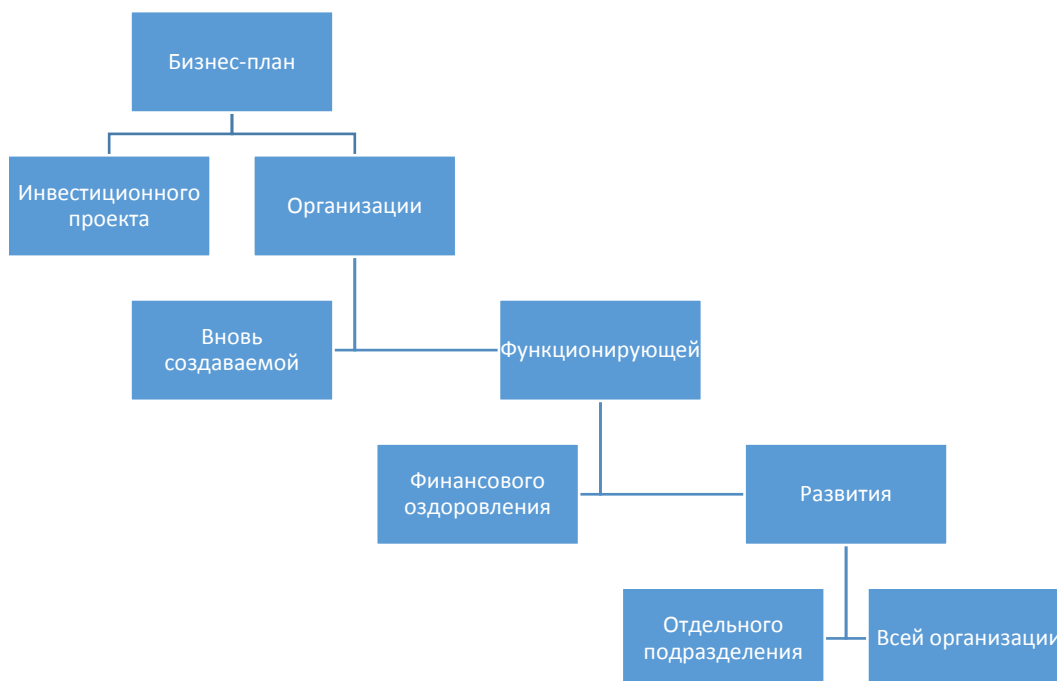 Бизнес-план
Инвестиционного
проекта
Организации
Вновь
создаваемой
Функционирующей
Финансового
оздоровления
Развития
Отдельного
подразделения
Всей организации